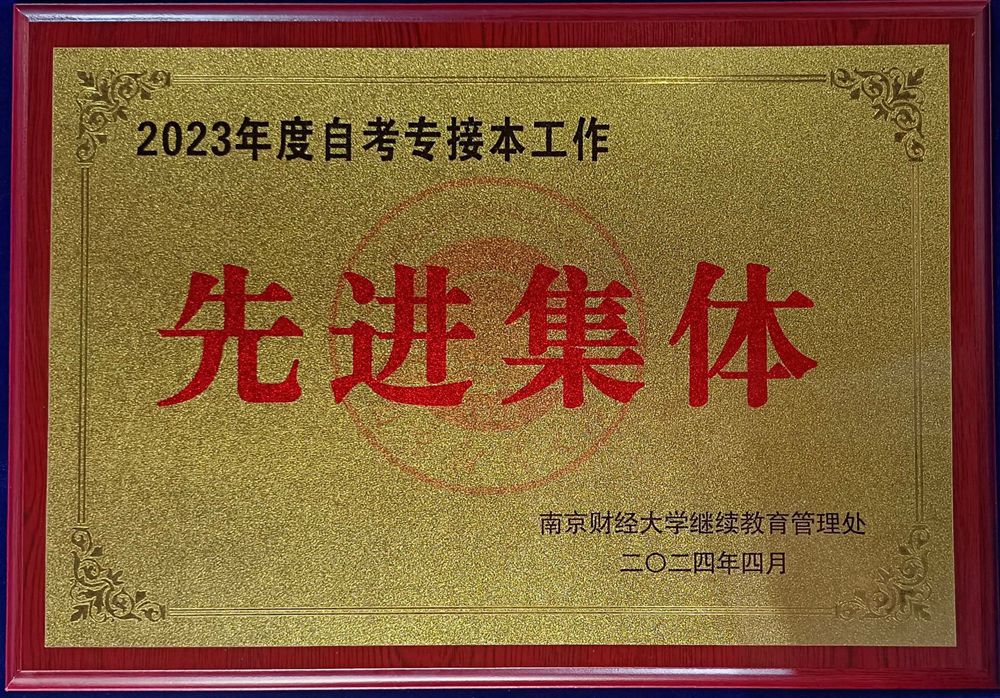 2023年度自考专接本工作
先进集体
南京财经大学继续教育管理处
二〇二四年四月